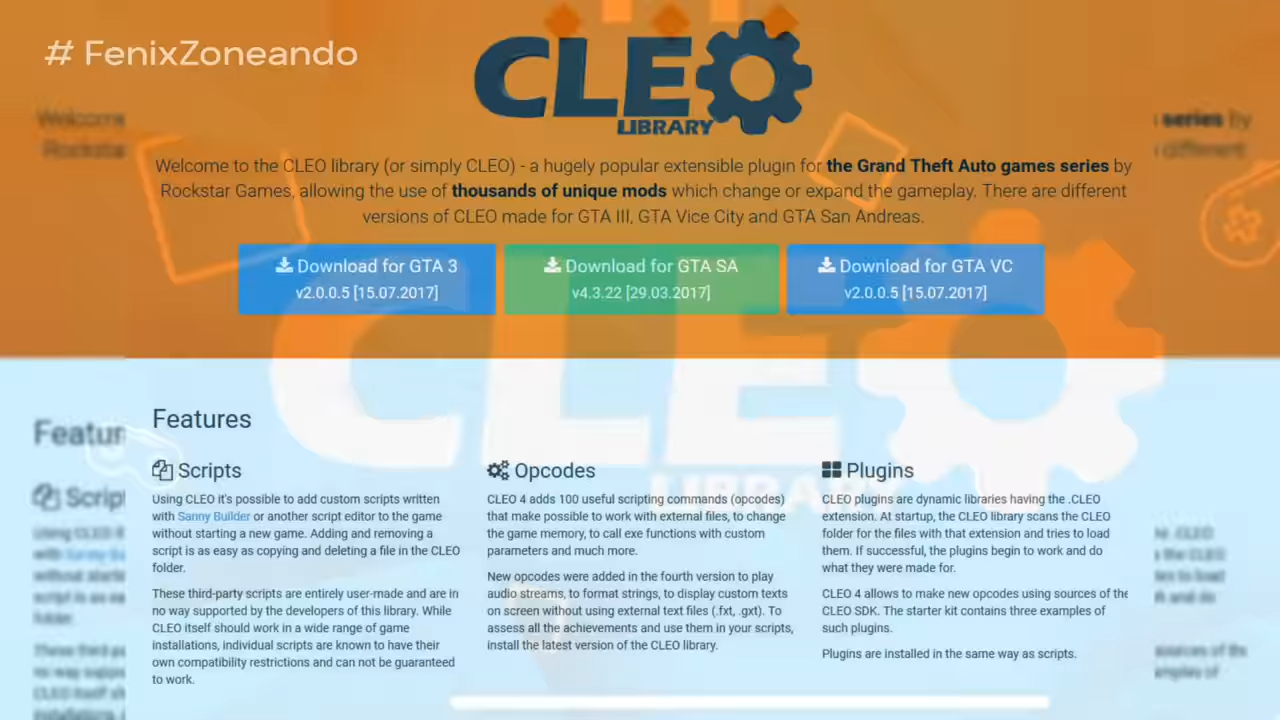 # FenixZoneando
CLEO
LIBRARY
Welcome to the CLEO library (or simply CLEO) - a hugely popular extensible plugin for the Grand Theft Auto games series by
Rockstar Games, allowing the use of thousands of unique mods which change or expand the gameplay. There are different
versions of CLEO made for GTA III, GTA Vice City and GTA San Andreas.
Download for GTA 3
v2.0.0.5 [15.07.2017]
Download for GTA SA
v4.3.22 [29.03.2017]
Download for GTA VC
v2.0.0.5 [15.07.2017]
CLEO
LIBRARY
Features
Scripts
Using CLEO it's possible to add custom scripts written
with Sanny Builder or another script editor to the game
without starting a new game. Adding and removing a
script is as easy as copying and deleting a file in the CLEO
folder.
These third-party scripts are entirely user-made and are in
no way supported by the developers of this library. While
CLEO itself should work in a wide range of game
installations, individual scripts are known to have their
own compatibility restrictions and can not be guaranteed
to work.
Opcodes
CLEO 4 adds 100 useful scripting commands (opcodes)
that make possible to work with external files, to change
the game memory, to call exe functions with custom
parameters and much more.
New opcodes were added in the fourth version to play
audio streams, to format strings, to display custom texts
on screen without using external text files (.fxt, .gxt). To
assess all the achievements and use them in your scripts,
install the latest version of the CLEO library.
Plugins
CLEO plugins are dynamic libraries having the .CLEO
extension. At startup, the CLEO library scans the CLEO
folder for the files with that extension and tries to load
them. If successful, the plugins begin to work and do
what they were made for.
CLEO 4 allows to make new opcodes using sources of the
CLEO SDK. The starter kit contains three examples of
such plugins.
Plugins are installed in the same way as scripts.